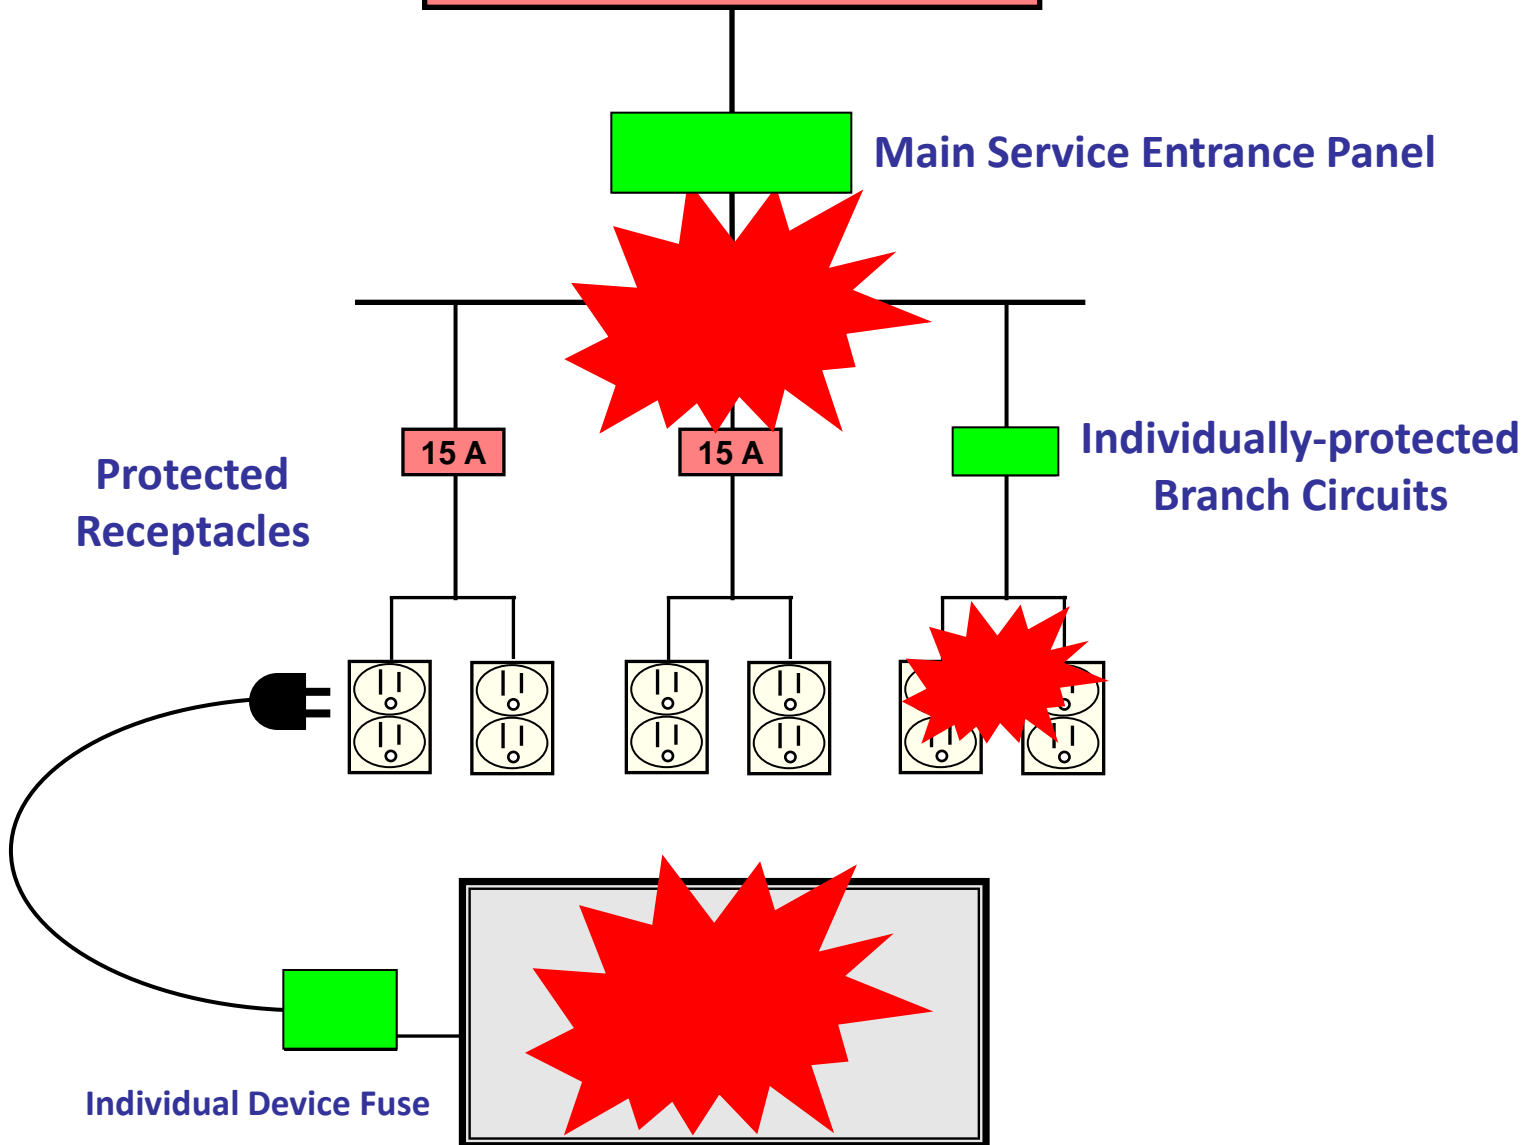 Main Service Entrance Panel
15 A
15 A
Individually-protected
Branch Circuits
Protected
Receptacles
Individual Device Fuse